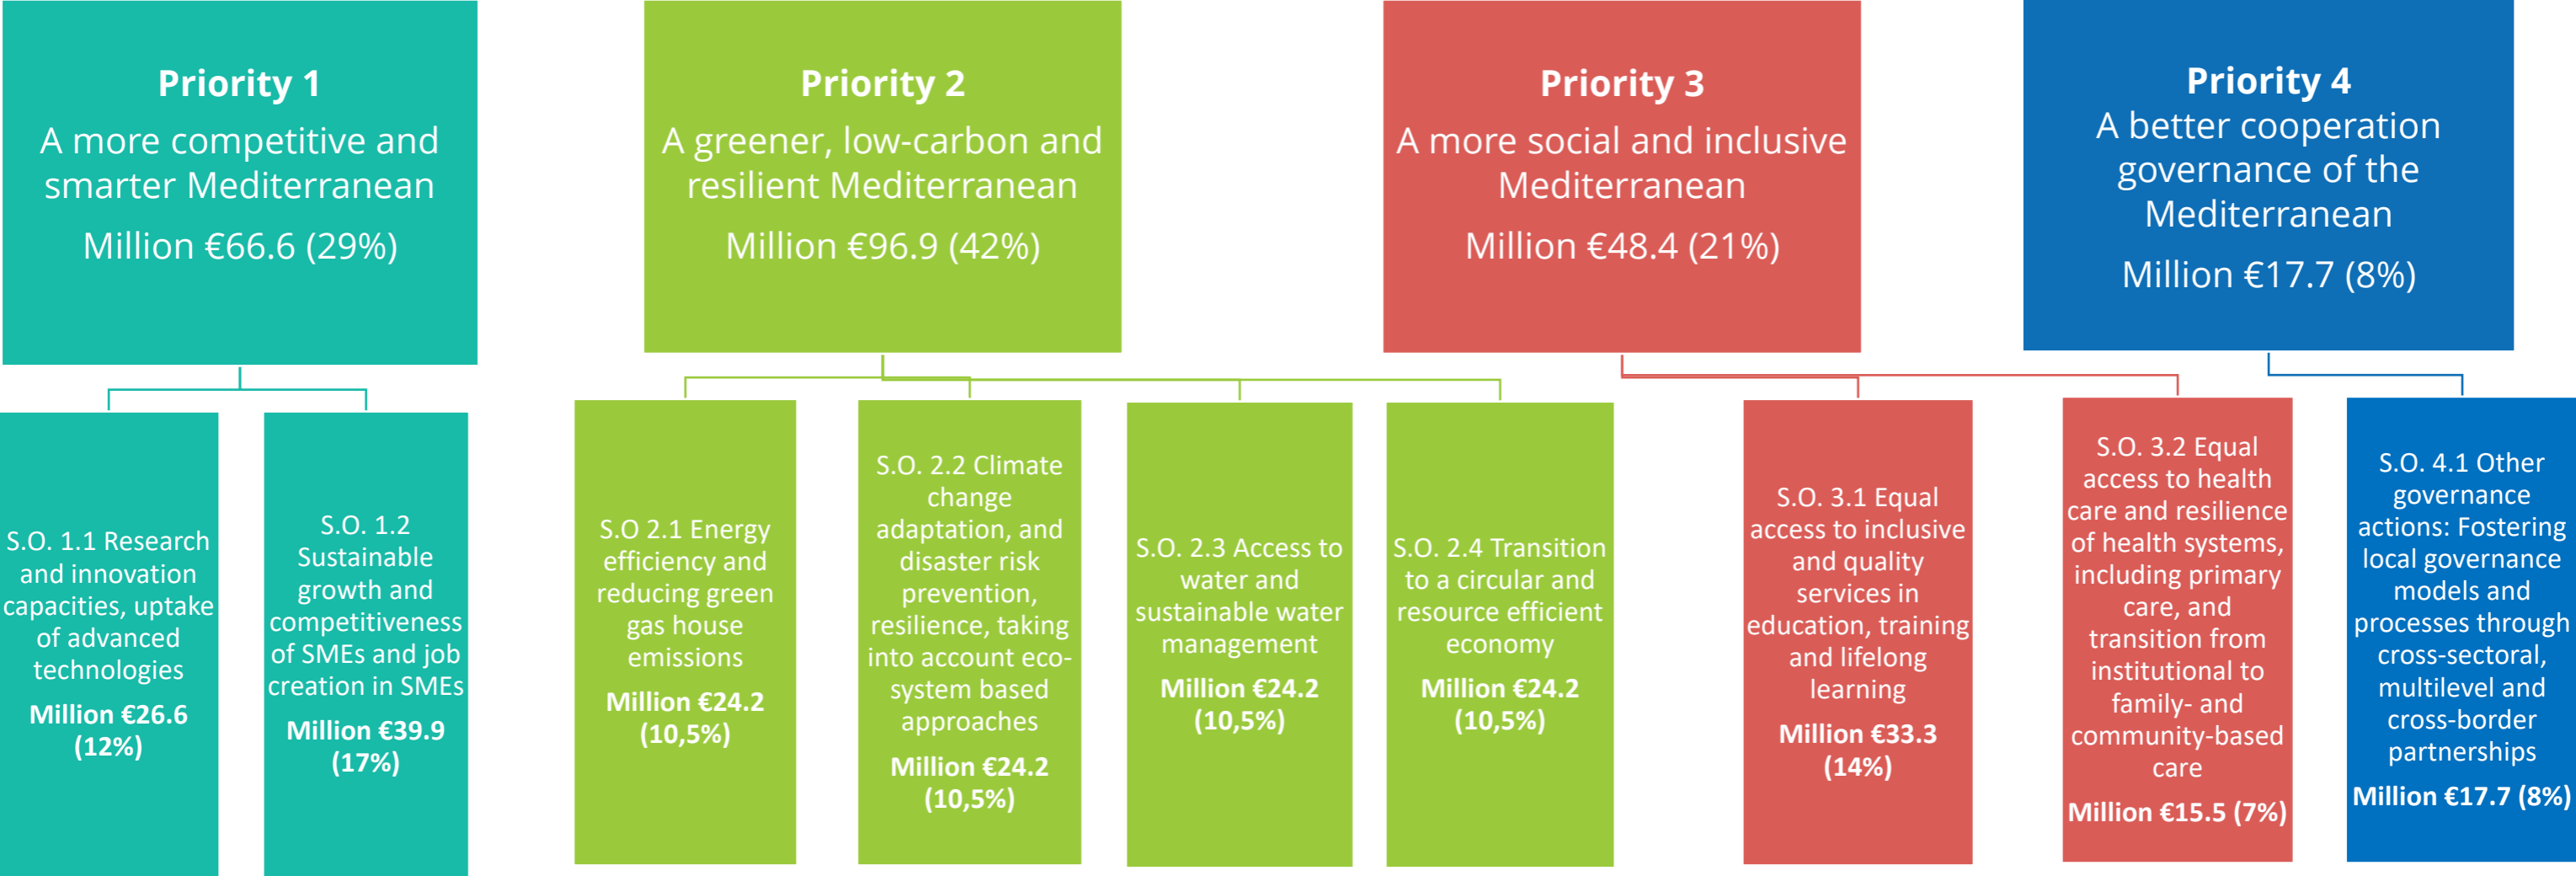 Priority 1
A more competitive and
smarter Mediterranean
Million €66.6 (29%)
Priority 2
A greener, low-carbon and
resilient Mediterranean
Million €96.9 (42%)
Priority 3
A more social and inclusive
Mediterranean
Million €48.4 (21%)
Priority 4
A better cooperation
governance of the
Mediterranean
Million €17.7 (8%)
S.O. 1.1 Research
and innovation
capacities, uptake
of advanced
technologies
Million €26.6
(12%)
S.O. 1.2
Sustainable
growth and
competitiveness
of SMEs and job
creation in SMEs
Million €39.9
(17%)
S.O 2.1 Energy
efficiency and
reducing green
gas house
emissions
Million €24.2
(10,5%)
S.O. 2.2 Climate
change
adaptation, and
disaster risk
prevention,
resilience, taking
into account eco-
system based
approaches
Million €24.2
(10,5%)
S.O. 2.3 Access to
water and
sustainable water
management
Million €24.2
(10,5%)
S.O. 2.4 Transition
to a circular and
resource efficient
economy
Million €24.2
(10,5%)
S.O. 3.1 Equal
access to inclusive
and quality
services in
education, training
and lifelong
learning
Million €33.3
(14%)
S.O. 3.2 Equal
access to health
care and resilience
of health systems,
including primary
care, and
transition from
institutional to
family- and
community-based
care
Million €15.5 (7%)
S.O. 4.1 Other
governance
actions: Fostering
local governance
models and
processes through
cross-sectoral,
multilevel and
cross-border
partnerships
Million €17.7 (8%)